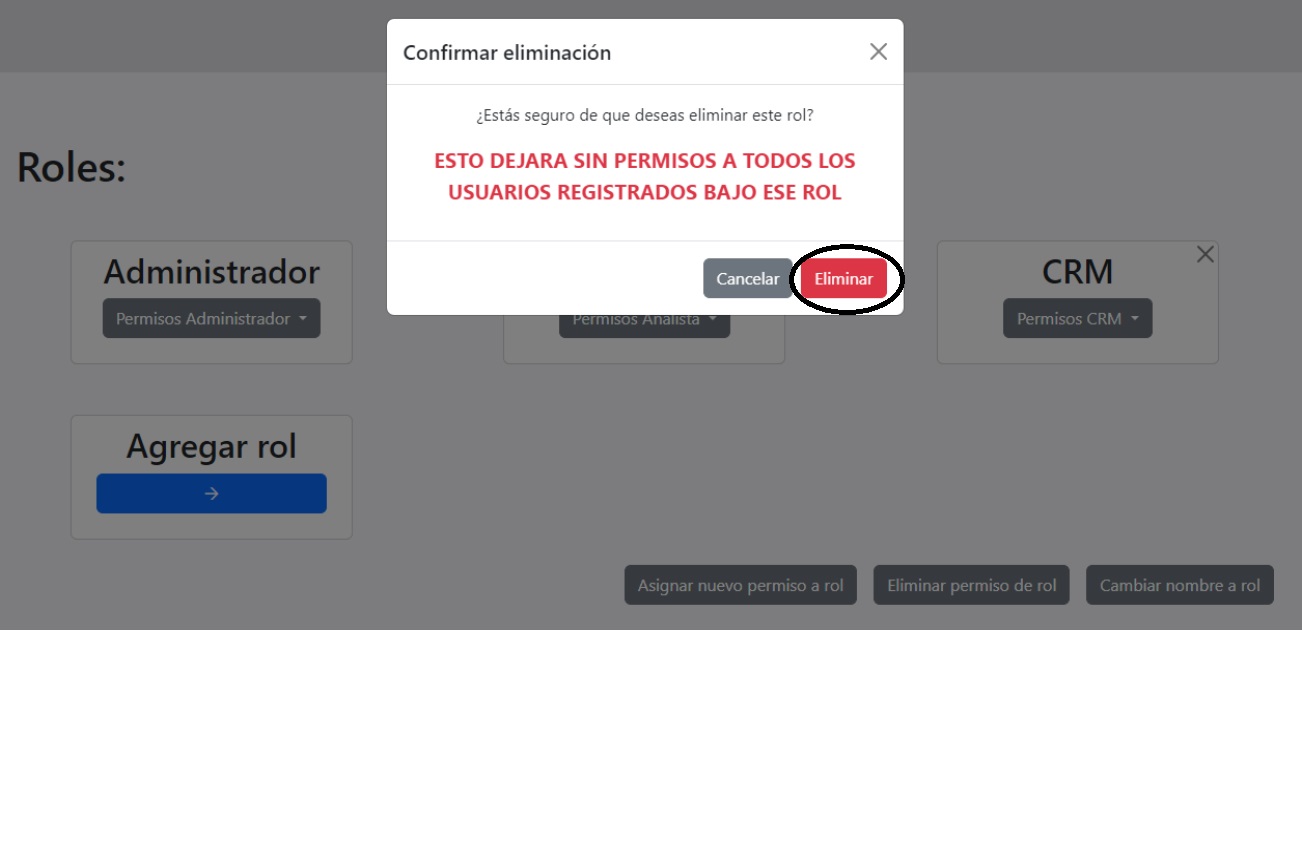 Confirmar eliminación
¿Estás seguro de que deseas eliminar este rol?
ESTO DEJARA SIN PERMISOS A TODOS LOS
USUARIOS REGISTRADOS BAJO ESE ROL
Cancelar
Eliminar
Roles:
Administrador
Permisos Administrador
Permisos Analista
CRM
Permisos CRM
Agregar rol
Asignar nuevo permiso a rol
Eliminar permiso de rol
Cambiar nombre a rol